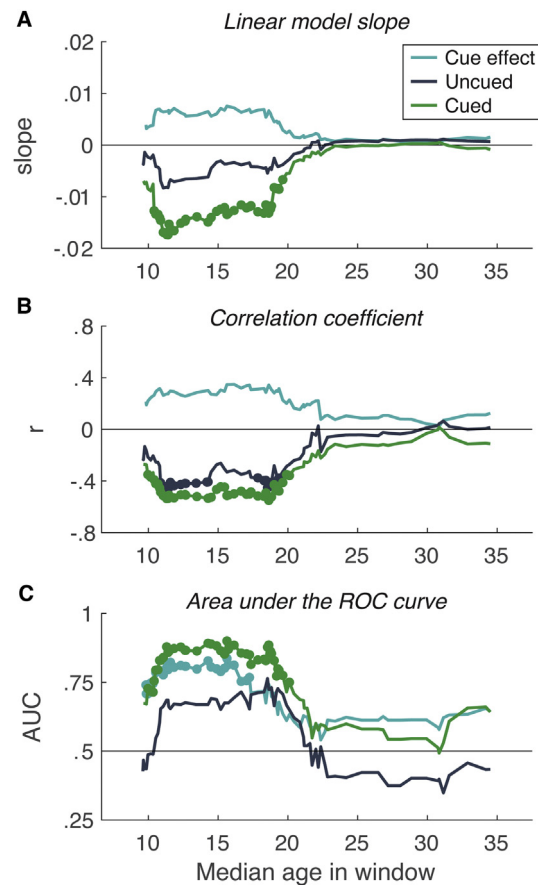 A
Linear model slope
.02
.01
0
-.01
-.02
slope
Cue effect
Uncued
Cued
10 15 20 25 30 35
B
Correlation coefficient
.8
.4
0
-.4
-.8
r
10 15 20 25 30 35
C
Area under the ROC curve
1
.75
.5
.25
AUC
10 15 20 25 30 35
Median age in window